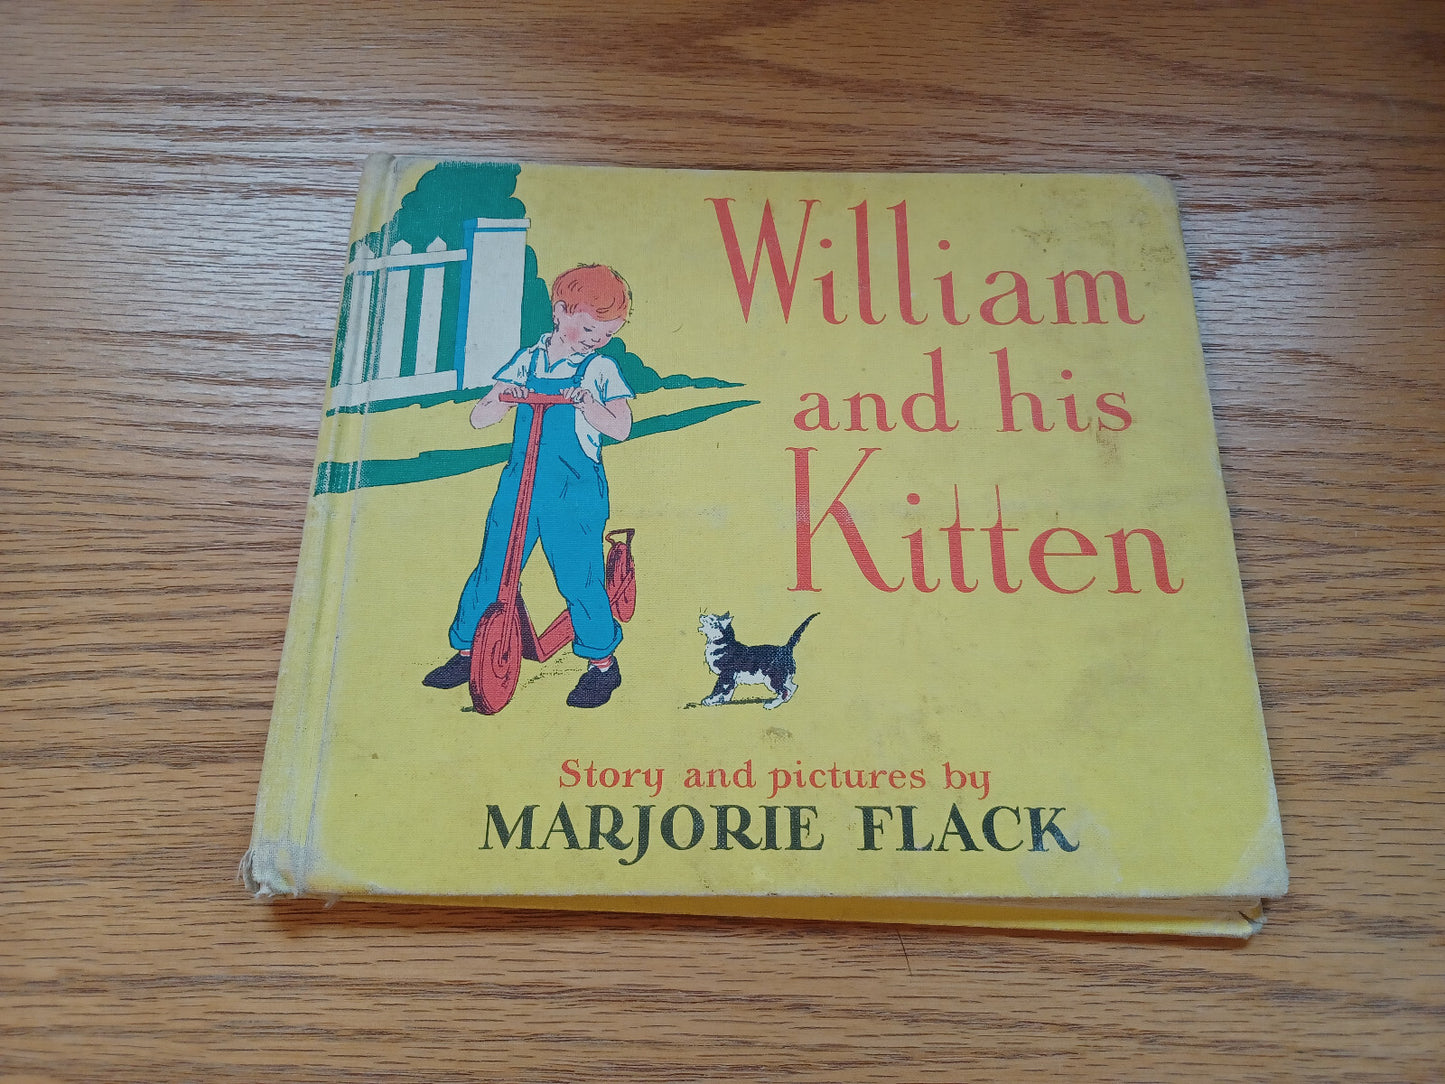 William
and his
Kitten
Story and pictures by
MARJORIE FLACK